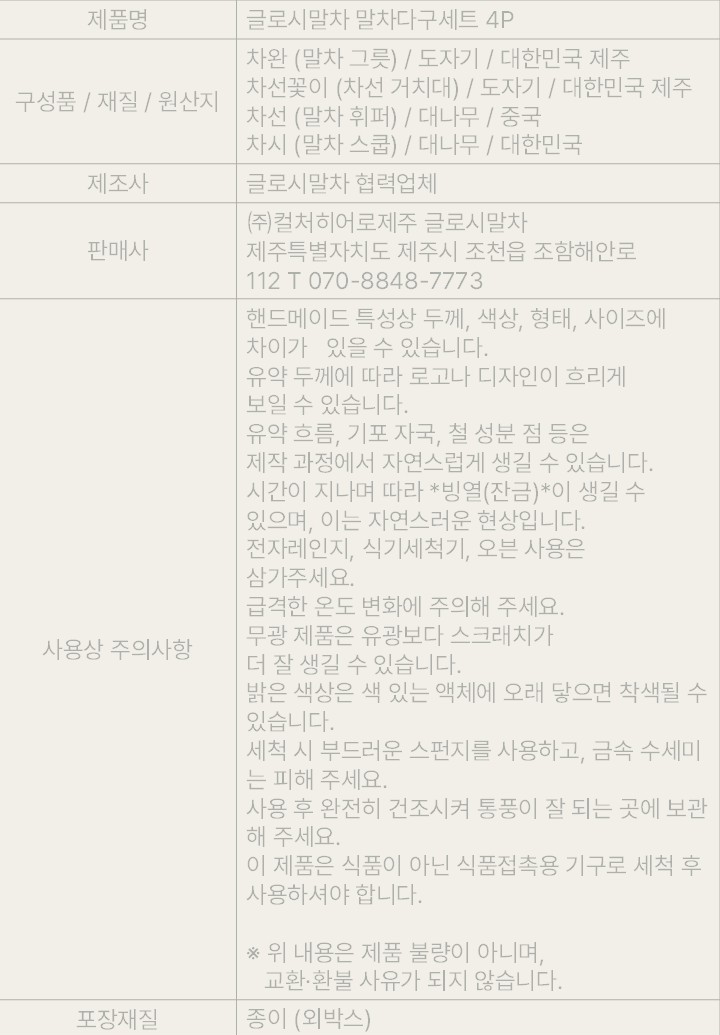 제품명
글로시말차 말차다구세트 4P
구성품 / 재질 / 원산지
차완 (말차 그릇) / 도자기 / 대한민국 제주
차선꽃이 (차선 거치대) / 도자기 / 대한민국 제주
차선 (말차 휘퍼) / 대나무 / 중국
차시 (말차 스쿱) / 대나무 / 대한민국
제조사
글로시말차 협력업체
판매사
㈜컬처히어로제주 글로시말차
제주특별자치도 제주시 조천읍 조함해안로
112 T 070-8848-7773
사용상 주의사항
핸드메이드 특성상 두께, 색상, 형태, 사이즈에
차이가 있을 수 있습니다.
유약 두께에 따라 로고나 디자인이 흐리게
보일 수 있습니다.
유약 흐름, 기포 자국, 철 성분 점 등은
제작 과정에서 자연스럽게 생길 수 있습니다.
시간이 지나며 따라 *빙열(잔금)*이 생길 수
있으며, 이는 자연스러운 현상입니다.
전자레인지, 식기세척기, 오븐 사용은
삼가주세요.
급격한 온도 변화에 주의해 주세요.
무광 제품은 유광보다 스크래치가
더 잘 생길 수 있습니다.
밝은 색상은 색 있는 액체에 오래 닿으면 착색될 수
있습니다.
세척 시 부드러운 스펀지를 사용하고, 금속 수세미
는 피해 주세요.
사용 후 완전히 건조시켜 통풍이 잘 되는 곳에 보관
해 주세요.
이 제품은 식품이 아닌 식품접촉용 기구로 세척 후
사용하셔야 합니다.
※ 위 내용은 제품 불량이 아니며,
교환·환불 사유가 되지 않습니다.
포장재질
종이 (외박스)